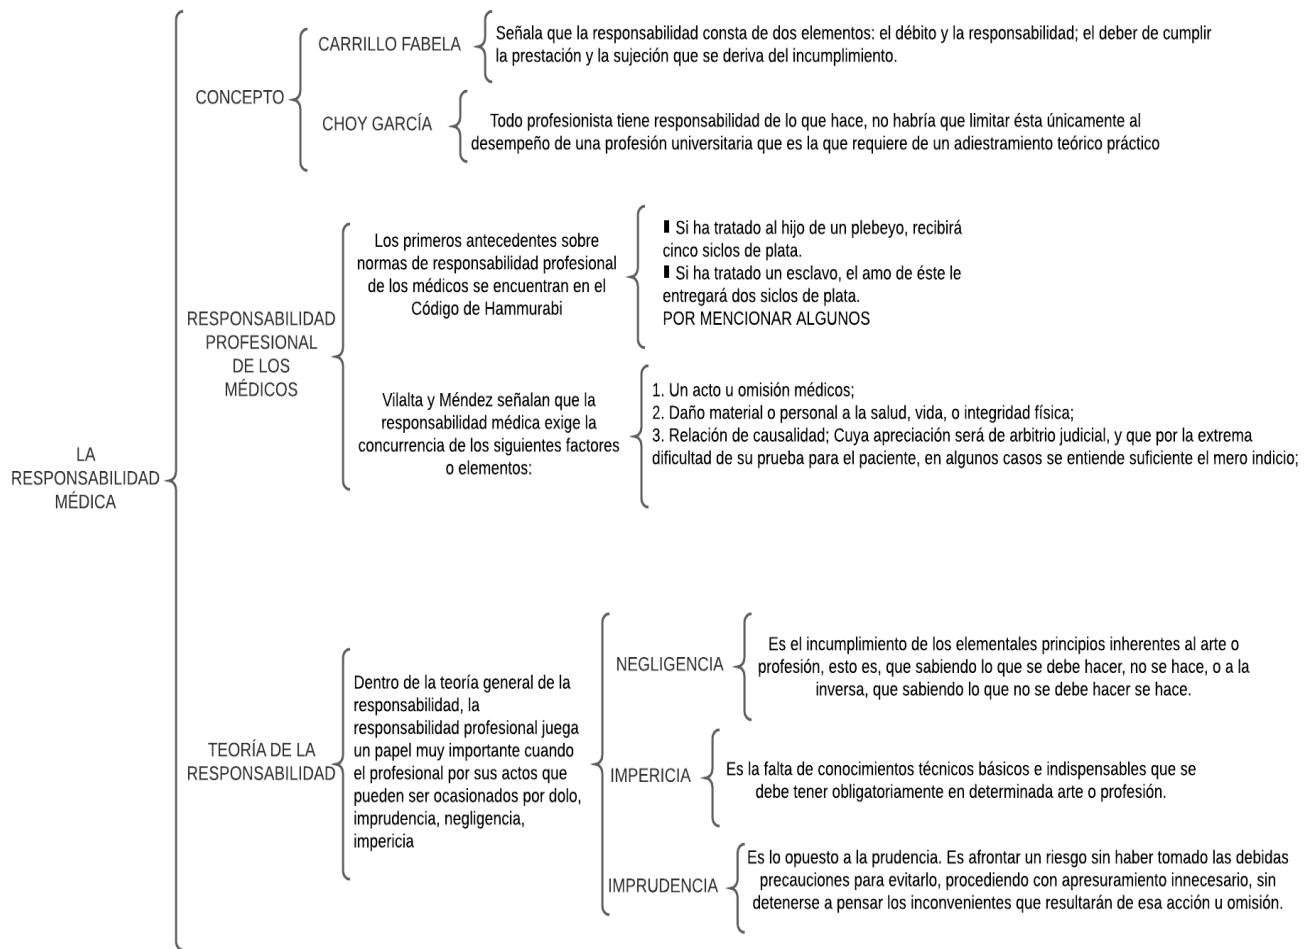 LA
RESPONSABILIDAD
MÉDICA
CONCEPTO
CARRILLO FABELA
Señala que la responsabilidad consta de dos elementos: el débito y la responsabilidad; el deber de cumplir
la prestación y la sujeción que se deriva del incumplimiento.
CHOY GARCÍA
Todo profesionista tiene responsabilidad de lo que hace, no habría que limitar ésta únicamente al
desempeño de una profesión universitaria que es la que requiere de un adiestramiento teórico práctico
RESPONSABILIDAD
PROFESIONAL
DE LOS
MÉDICOS
Los primeros antecedentes sobre
normas de responsabilidad profesional
de los médicos se encuentran en el
Código de Hammurabi
Si ha tratado al hijo de un plebeyo, recibirá
cinco siclos de plata.
Si ha tratado un esclavo, el amo de éste le
entregará dos siclos de plata.
POR MENCIONAR ALGUNOS
Vilalta y Méndez señalan que la
responsabilidad médica exige la
concurrencia de los siguientes factores
o elementos:
1. Un acto u omisión médicos;
2. Daño material o personal a la salud, vida, o integridad física;
3. Relación de causalidad; Cuya apreciación será de arbitrio judicial, y que por la extrema
dificultad de su prueba para el paciente, en algunos casos se entiende suficiente el mero indicio;
TEORÍA DE LA
RESPONSABILIDAD
Dentro de la teoría general de la
responsabilidad, la
responsabilidad profesional juega
un papel muy importante cuando
el profesional por sus actos que
pueden ser ocasionados por dolo,
imprudencia, negligencia,
impericia
NEGLIGENCIA
Es el incumplimiento de los elementales principios inherentes al arte o
profesión, esto es, que sabiendo lo que se debe hacer, no se hace, o a la
inversa, que sabiendo lo que no se debe hacer se hace.
IMPERICIA
Es la falta de conocimientos técnicos básicos e indispensables que se
debe tener obligatoriamente en determinada arte o profesión.
IMPRUDENCIA
Es lo opuesto a la prudencia. Es afrontar un riesgo sin haber tomado las debidas
precauciones para evitarlo, procediendo con apresuramiento innecesario, sin
detenerse a pensar los inconvenientes que resultarán de esa acción u omisión.